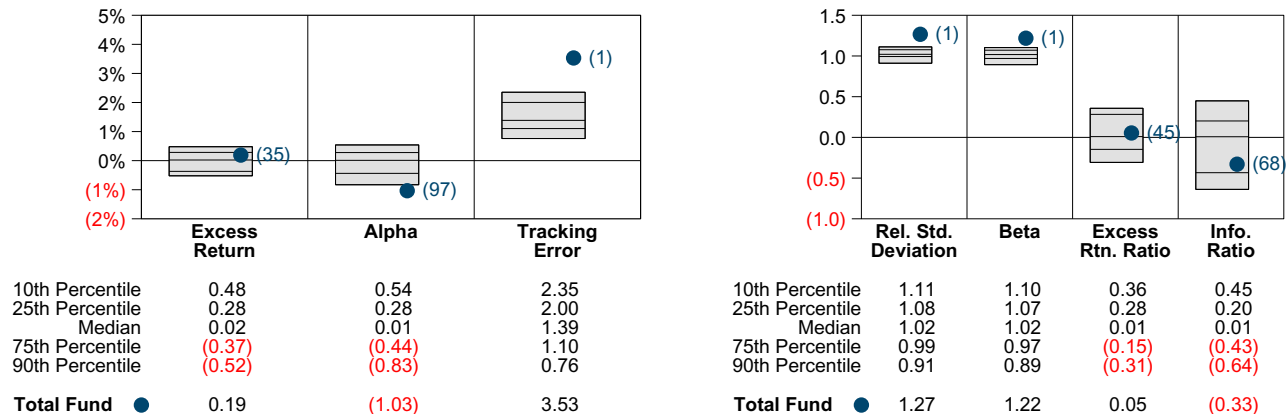 5%
4%
3%
2%
1%
0%
(1%)
(2%)
(35)
(97)
(1)
Excess Return
Alpha
Tracking Error
10th Percentile 0.48 0.54 2.35
25th Percentile 0.28 0.28 2.00
Median 0.02 0.01 1.39
75th Percentile (0.37) (0.44) 1.10
90th Percentile (0.52) (0.83) 0.76
Total Fund 0.19 (1.03) 3.53
1.5
1.0
0.5
0.0
(0.5)
(1.0)
(1)
(1)
(45)
(68)
Rel. Std. Deviation
Beta
Excess Rtn. Ratio
Info. Ratio
10th Percentile 1.11 1.10 0.36 0.45
25th Percentile 1.08 1.07 0.28 0.20
Median 1.02 1.02 0.01 0.01
75th Percentile 0.99 0.97 (0.15) (0.43)
90th Percentile 0.91 0.89 (0.31) (0.64)
Total Fund 1.27 1.22 0.05 (0.33)